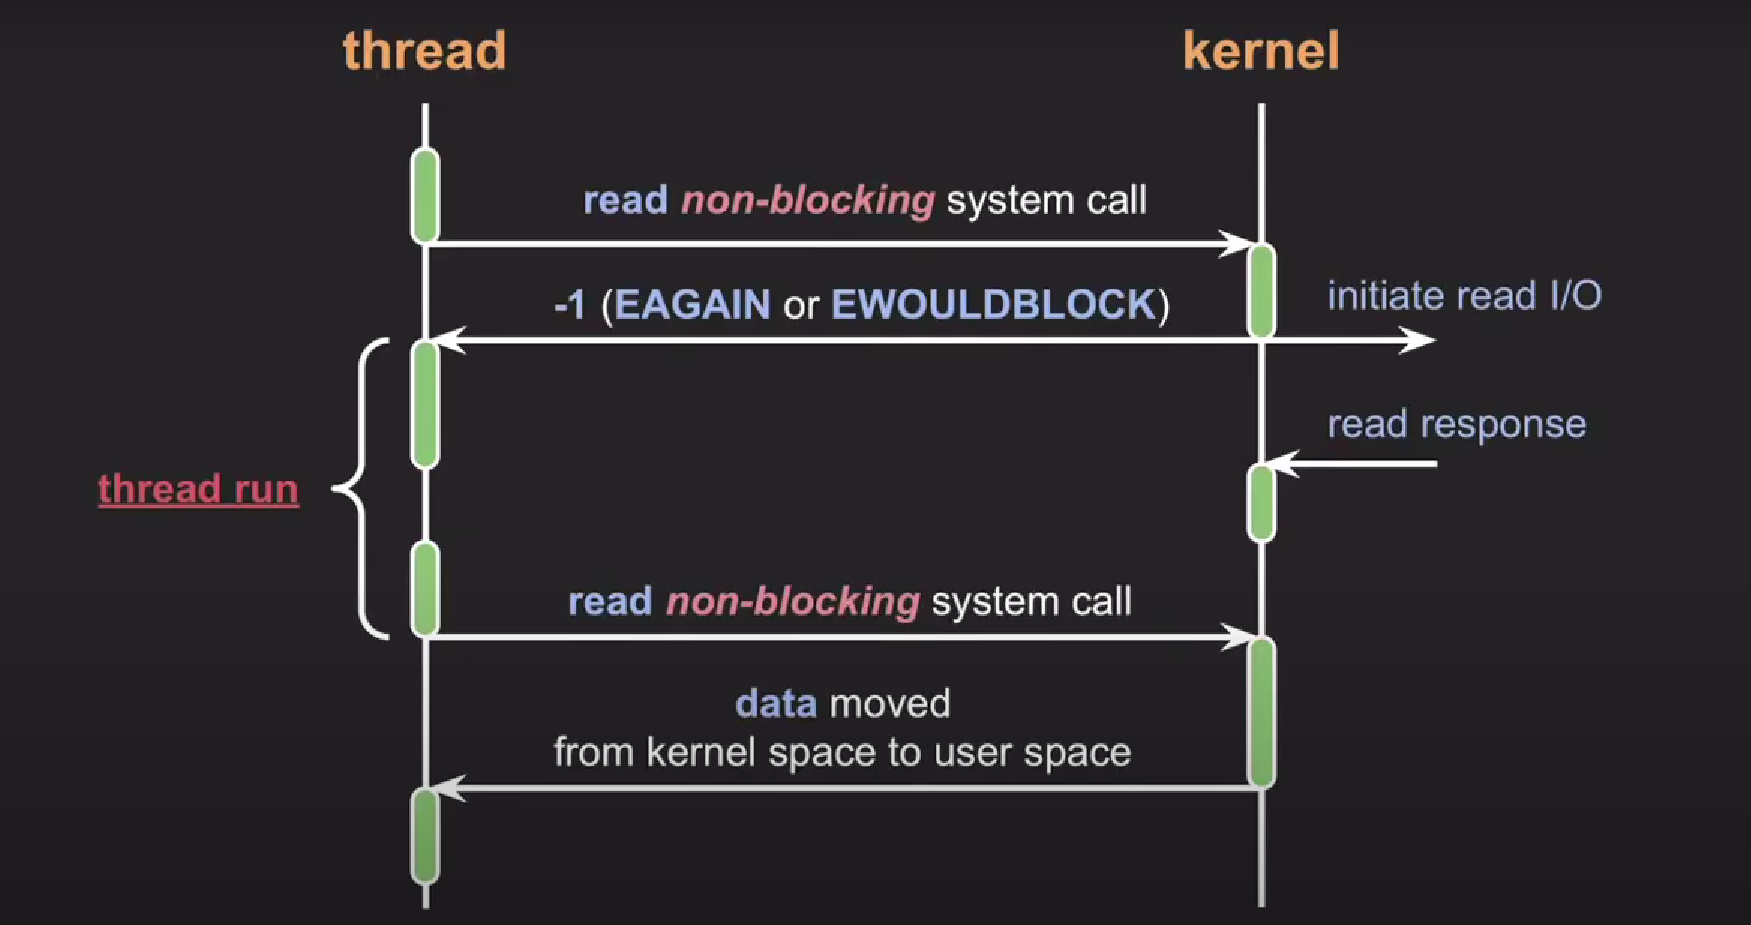 thread
kernel
read non-blocking system call
-1 (EAGAIN or EWOULDBLOCK)
initiate read I/O
read response
thread run
read non-blocking system call
data moved
from kernel space to user space